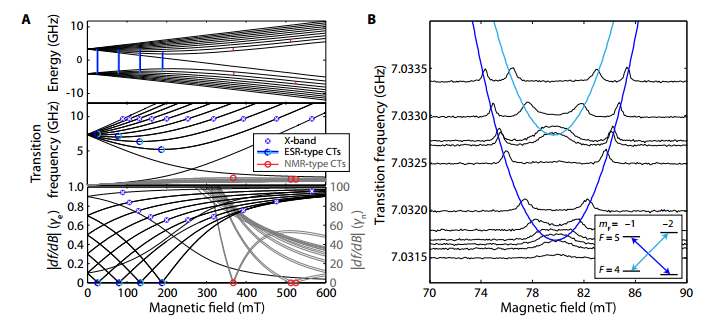 A
10
0
-10
Energy (GHz)
10
5
Transition
frequency (GHz)
X-band
ESR-type CTs
NMR-type CTs
1.0
0.8
0.6
0.4
0.2
0
|df/dB| (γe)
100
80
60
40
20
0
|df/dB| (γn)
0 100 200 300 400 500 600
Magnetic field (mT)
B
7.0335
7.0330
7.0325
7.0320
7.0315
Transition frequency (GHz)
mF = −1 −2
F = 5
F = 4
70 74 78 82 86 90
Magnetic field (mT)